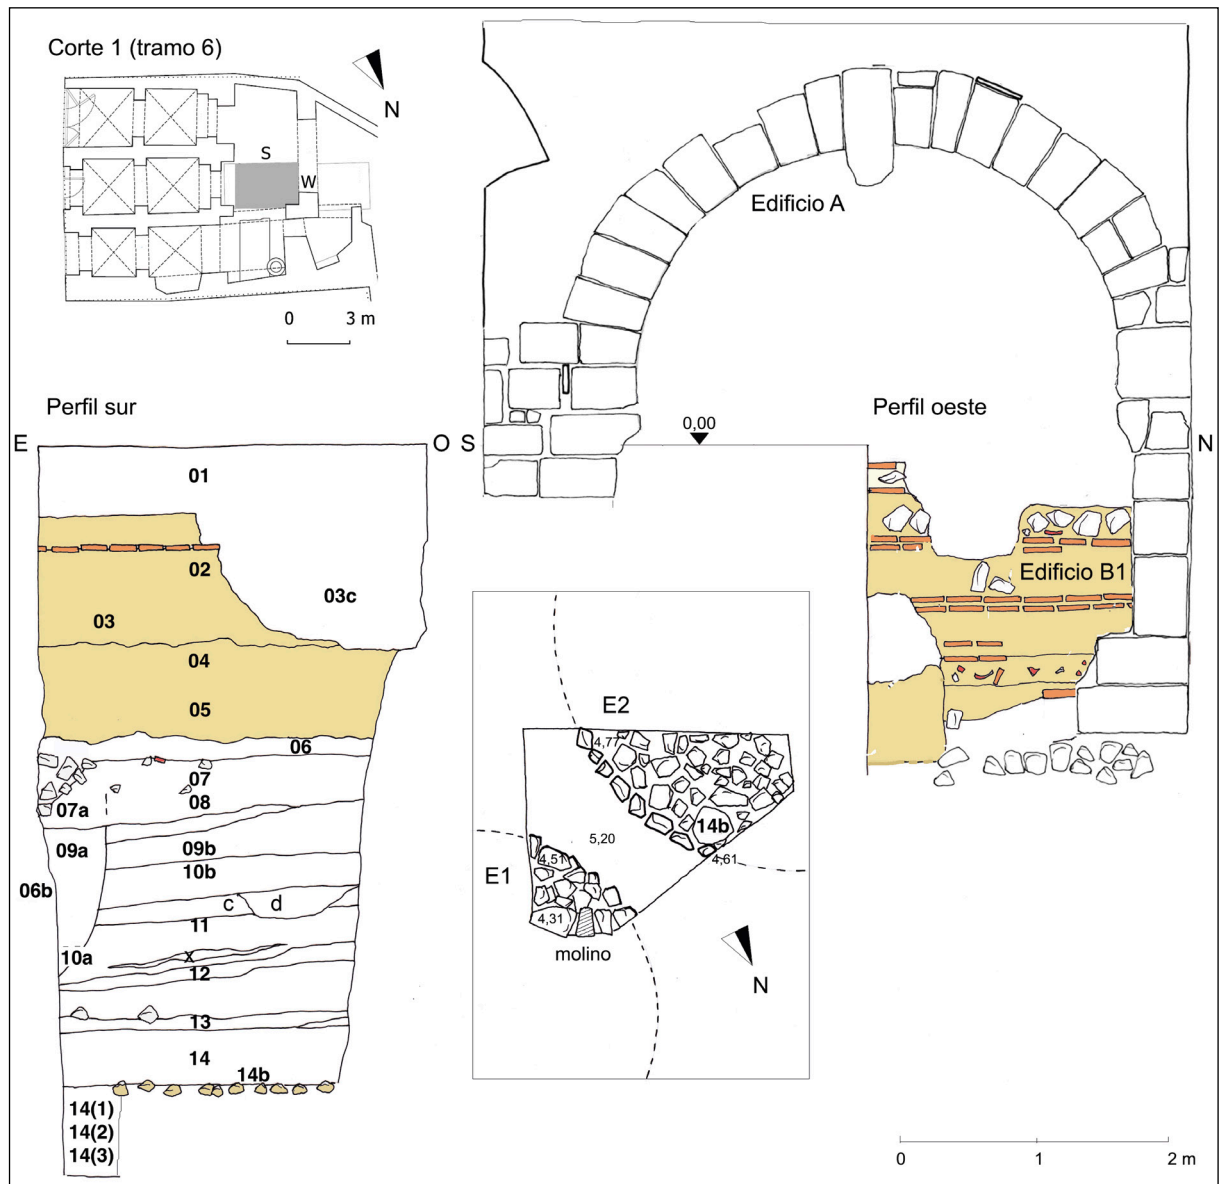 Corte 1 (tramo 6)
N
S
W
0 3 m
Edificio A
Perfil sur
Perfil oeste
E
O S
0,00
N
01
02
03c
03
04
05
06
07
07a
08
09a
09b
10b
06b
c d
11
10a
x
12
13
14
14b
14(1)
14(2)
14(3)
Edificio B1
E2
4,77
14b
5,20
4,51
4,61
E1
4,31
molino
N
0 1 2 m